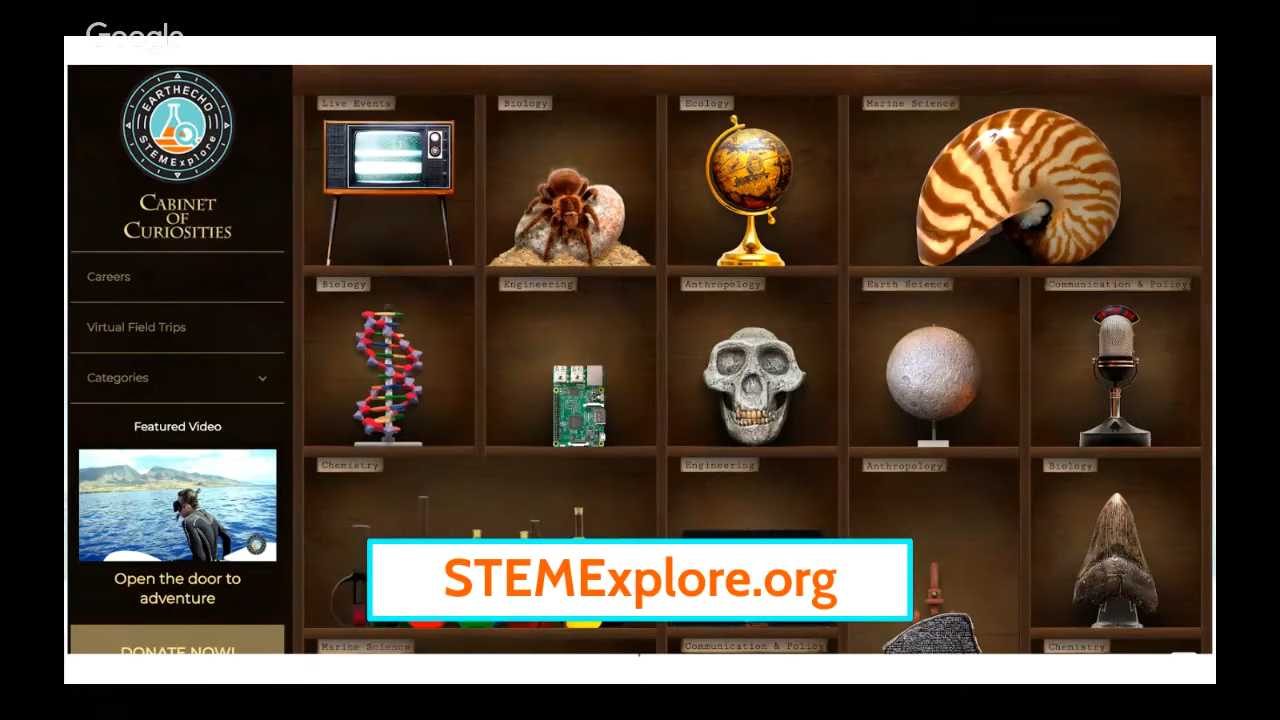 Google
EARTHECHO
STEMExplore
CABINET
OF
CURIOSITIES
Careers
Virtual Field Trips
Categories
Featured Video
Open the door to
adventure
DONATE NOW!
Live Events
Biology
Ecology
Marine Science
Biology
Engineering
Anthropology
Earth Science
Communication & Policy
Chemistry
Engineering
Anthropology
Biology
STEMExplore.org
Marine Science
Communication & Policy
Chemistry